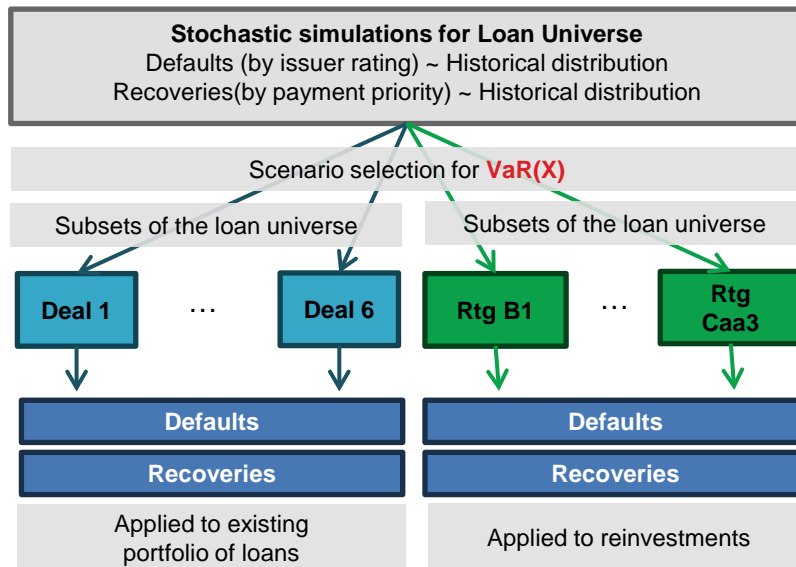 Stochastic simulations for Loan Universe
Defaults (by issuer rating) ~ Historical distribution
Recoveries(by payment priority) ~ Historical distribution
Scenario selection for VaR(X)
Subsets of the loan universe
Subsets of the loan universe
Deal 1
...
Deal 6
Rtg B1
...
Rtg
Caa3
Defaults
Defaults
Recoveries
Recoveries
Applied to existing
portfolio of loans
Applied to reinvestments